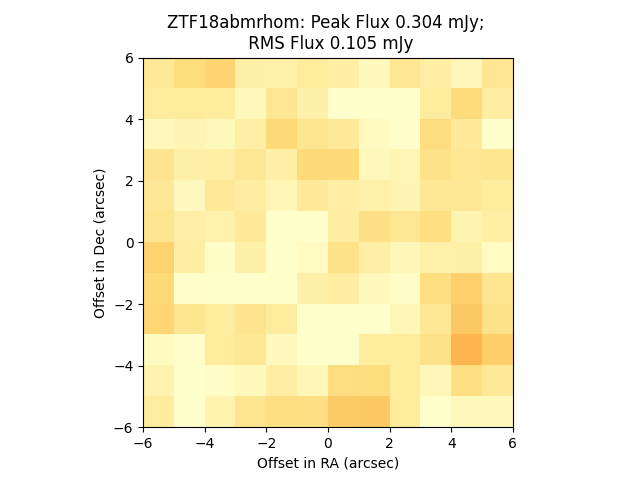 ZTF18abmrhom: Peak Flux 0.304 mJy;
RMS Flux 0.105 mJy
6
4
2
0
−2
−4
−6
Offset in Dec (arcsec)
−6 −4 −2 0 2 4 6
Offset in RA (arcsec)